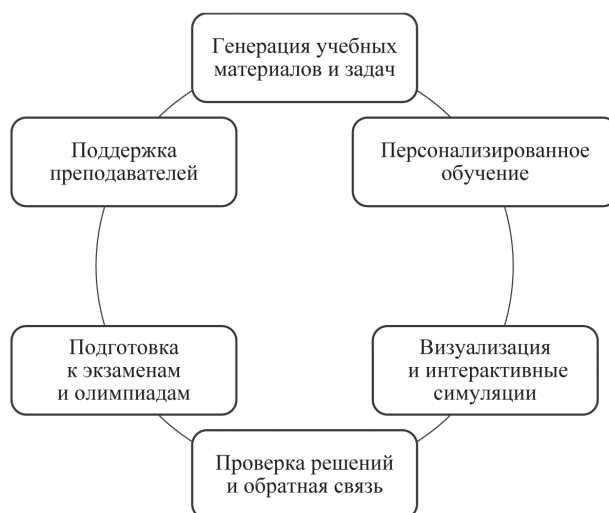 Генерация учебных
материалов и задач
Персонализированное
обучение
Визуализация
и интерактивные
симуляции
Проверка решений
и обратная связь
Подготовка
к экзаменам
и олимпиадам
Поддержка
преподавателей